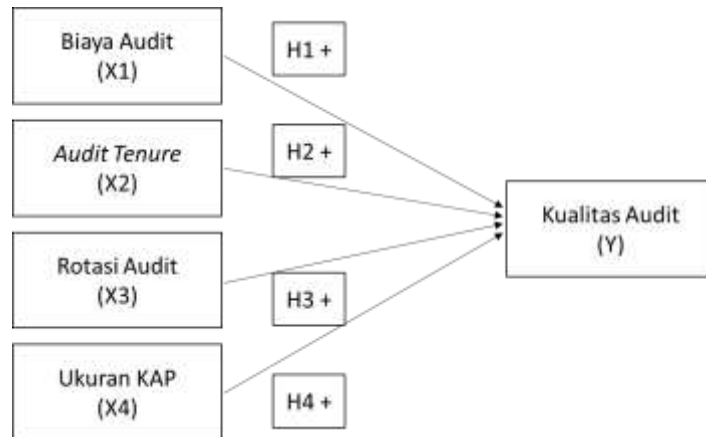 Biaya Audit
(X1)
H1 +
Audit Tenure
(X2)
H2 +
Kualitas Audit
(Y)
Rotasi Audit
(X3)
H3 +
Ukuran KAP
(X4)
H4 +